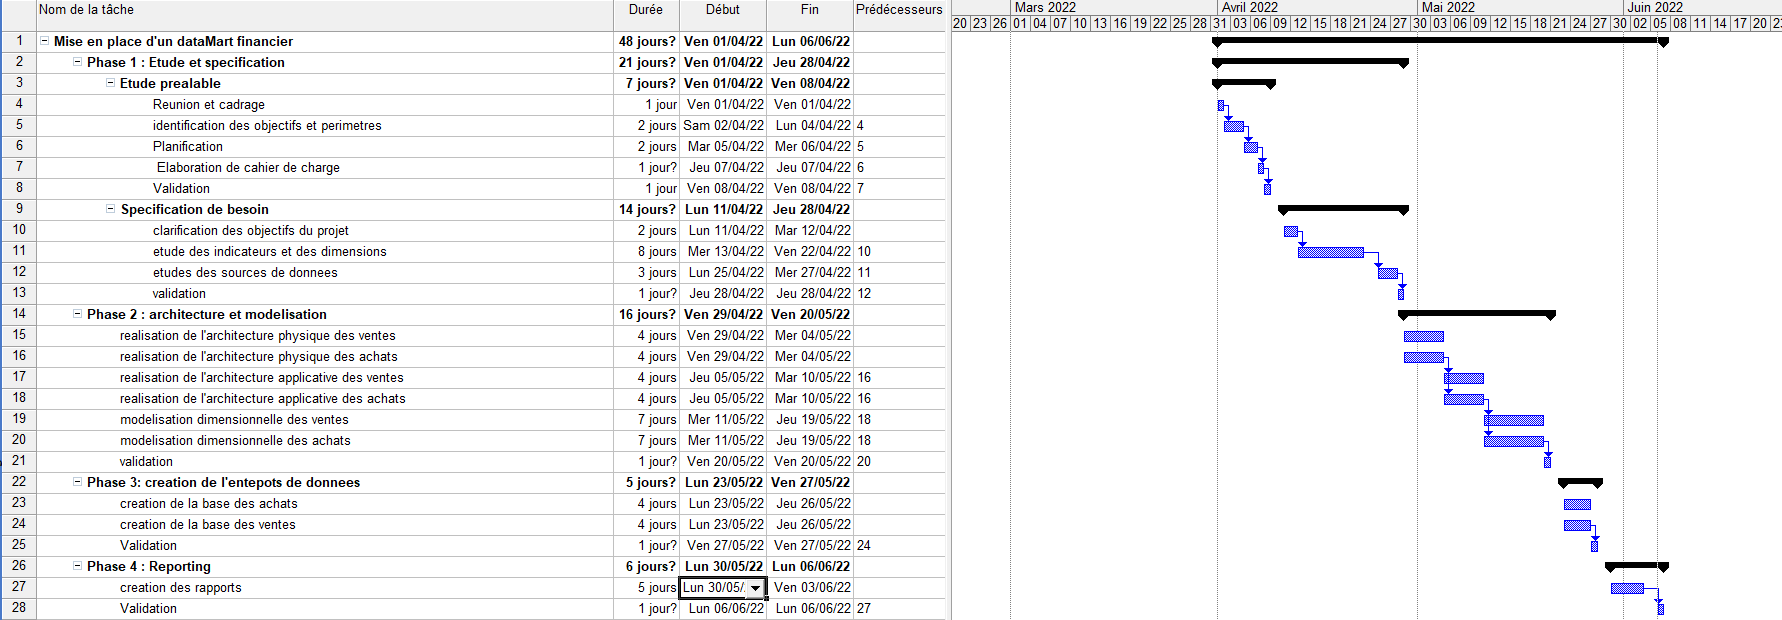 Nom de la tâche Durée Début Fin Prédécesseurs Mars 2022 Avril 2022 Mai 2022 Juin 2022
20 23 26 01 04 07 10 13 16 19 22 25 28 31 03 06 09 12 15 18 21 24 27 30 03 06 09 12 15 18 21 24 27 30 02 05 08 11 14 17 20
1 Mise en place d'un dataMart financier 48 jours? Ven 01/04/22 Lun 06/06/22
2 Phase 1 : Etude et specification 21 jours? Ven 01/04/22 Jeu 28/04/22
3 Etude prealable 7 jours? Ven 01/04/22 Ven 08/04/22
4 Reunion et cadrage 1 jour Ven 01/04/22 Ven 01/04/22
5 identification des objectifs et perimetres 2 jours Sam 02/04/22 Lun 04/04/22 4
6 Planification 2 jours Mar 05/04/22 Mer 06/04/22 5
7 Elaboration de cahier de charge 1 jour? Jeu 07/04/22 Jeu 07/04/22 6
8 Validation 1 jour Ven 08/04/22 Ven 08/04/22 7
9 Specification de besoin 14 jours? Lun 11/04/22 Jeu 28/04/22
10 clarification des objectifs du projet 2 jours Lun 11/04/22 Mar 12/04/22
11 etude des indicateurs et des dimensions 8 jours Mer 13/04/22 Ven 22/04/22 10
12 etudes des sources de donnees 3 jours Lun 25/04/22 Mer 27/04/22 11
13 validation 1 jour? Jeu 28/04/22 Jeu 28/04/22 12
14 Phase 2 : architecture et modelisation 16 jours? Ven 29/04/22 Ven 20/05/22
15 realisation de l'architecture physique des ventes 4 jours Ven 29/04/22 Mer 04/05/22
16 realisation de l'architecture physique des achats 4 jours Ven 29/04/22 Mer 04/05/22
17 realisation de l'architecture applicative des ventes 4 jours Jeu 05/05/22 Mar 10/05/22 16
18 realisation de l'architecture applicative des achats 4 jours Jeu 05/05/22 Mar 10/05/22 16
19 modelisation dimensionnelle des ventes 7 jours Mer 11/05/22 Jeu 19/05/22 18
20 modelisation dimensionnelle des achats 7 jours Mer 11/05/22 Jeu 19/05/22 18
21 validation 1 jour? Ven 20/05/22 Ven 20/05/22 20
22 Phase 3: creation de l'entepots de donnees 5 jours? Lun 23/05/22 Ven 27/05/22
23 creation de la base des achats 4 jours Lun 23/05/22 Jeu 26/05/22
24 creation de la base des ventes 4 jours Lun 23/05/22 Jeu 26/05/22
25 Validation 1 jour? Ven 27/05/22 Ven 27/05/22 24
26 Phase 4 : Reporting 6 jours? Lun 30/05/22 Lun 06/06/22
27 creation des rapports 5 jours Lun 30/05/ Ven 03/06/22
28 Validation 1 jour? Lun 06/06/22 Lun 06/06/22 27